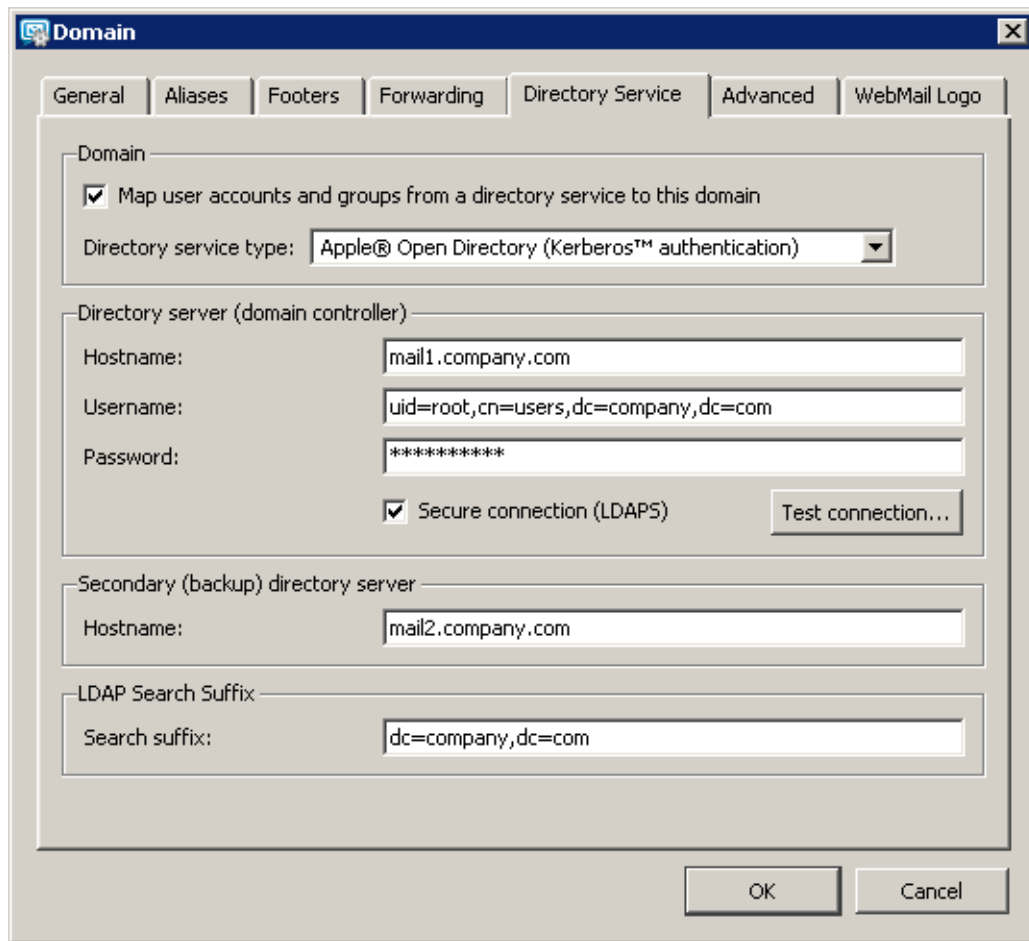 Domain
General Aliases Footers Forwarding Directory Service Advanced WebMail Logo
Domain
Map user accounts and groups from a directory service to this domain
Directory service type: Apple® Open Directory (Kerberos™ authentication)
Directory server (domain controller)
Hostname: mail1.company.com
Username: uid=root,cn=users,dc=company,dc=com
Password: **********
Secure connection (LDAPS) Test connection...
Secondary (backup) directory server
Hostname: mail2.company.com
LDAP Search Suffix
Search suffix: dc=company,dc=com
OK Cancel